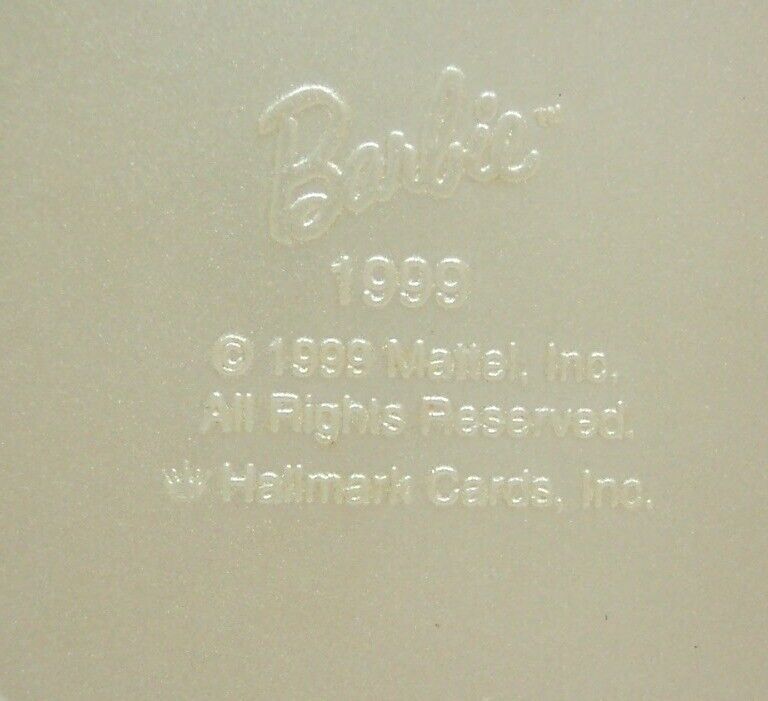 Barbie™
1999
© 1999 Mattel, Inc.
All Rights Reserved.
Hallmark Cards, Inc.